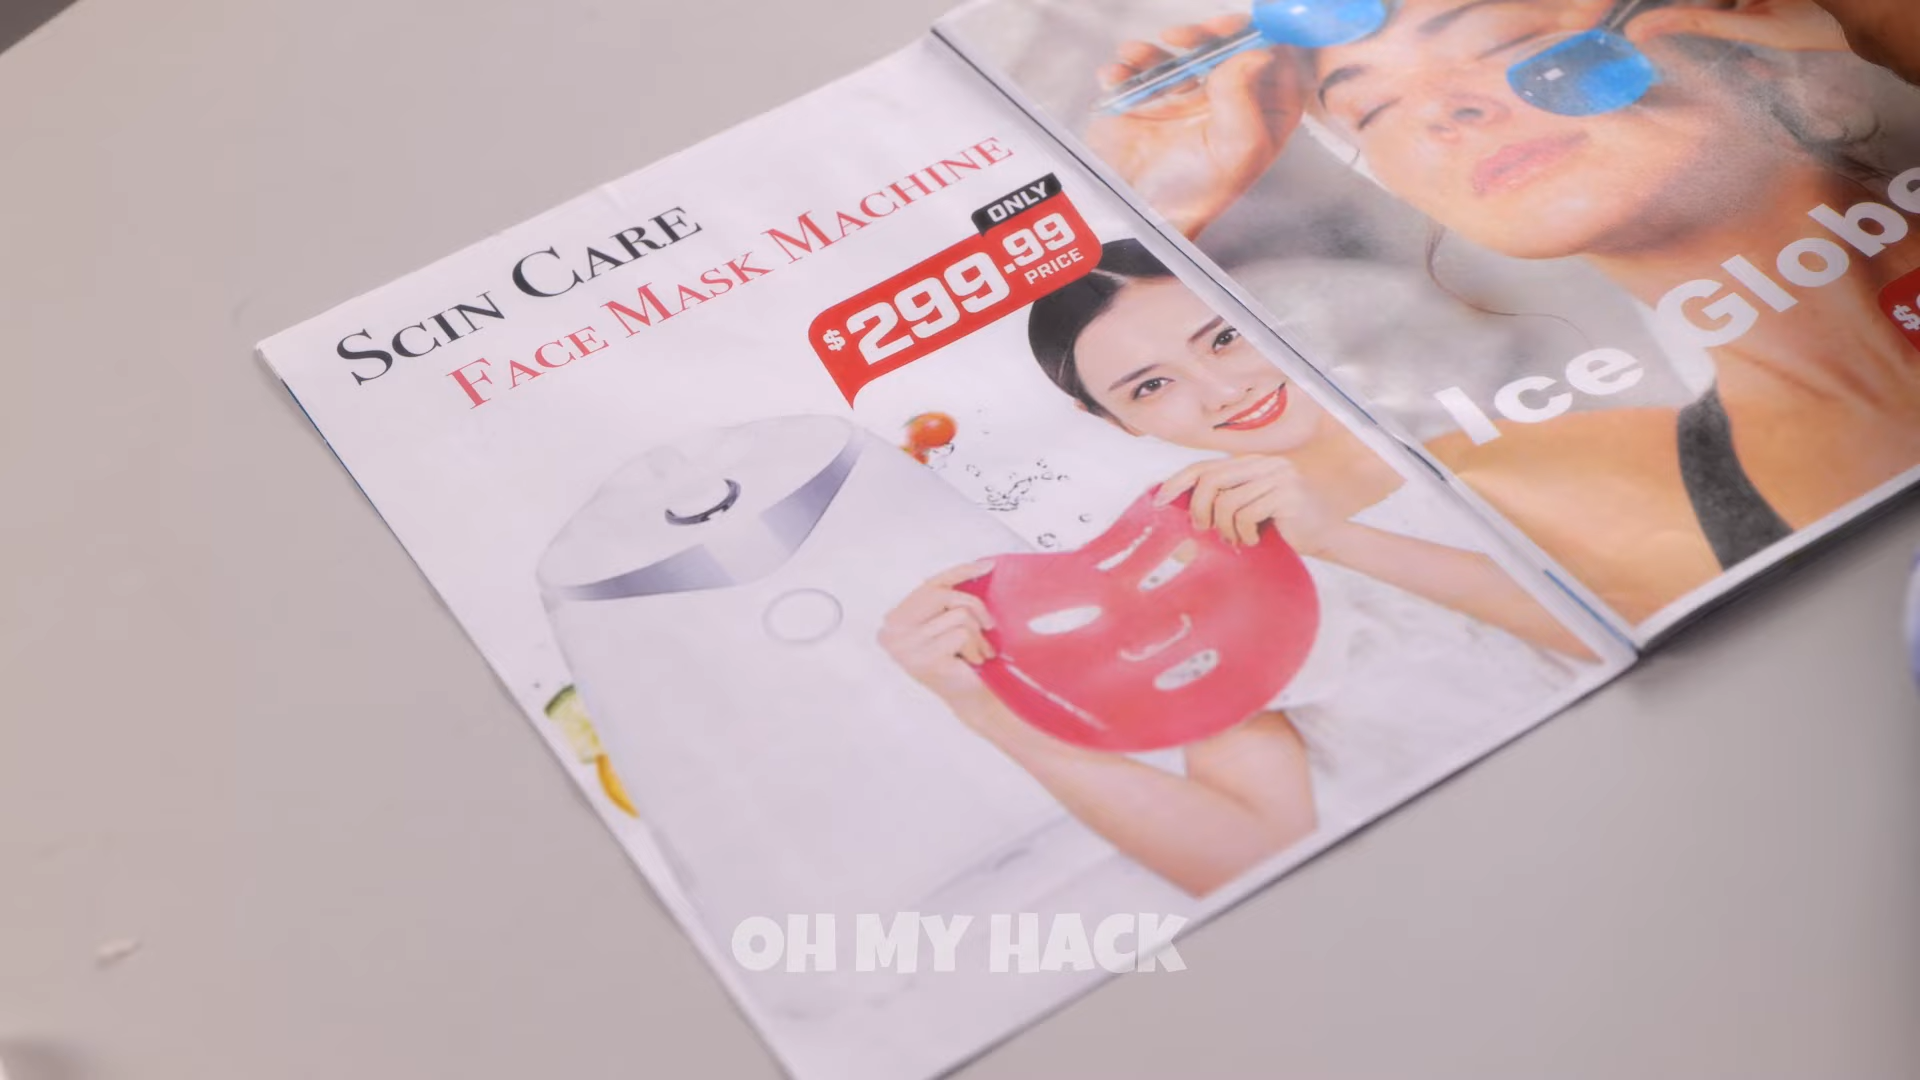 SCIN CARE
FACE MASK MACHINE
ONLY
$299.99
PRICE
Ice Globe
$
OH MY HACK